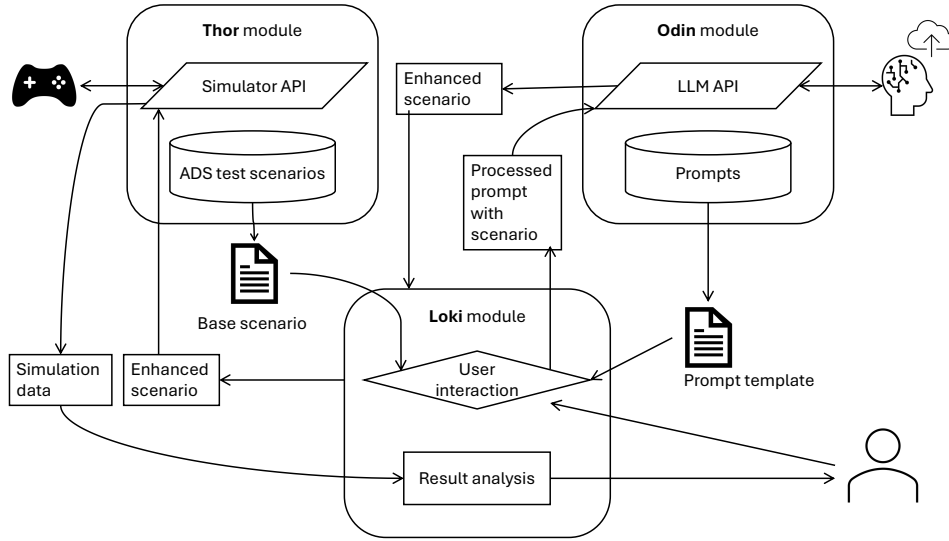 Thor module
Simulator API
ADS test scenarios
Base scenario
Simulation
data
Enhanced
scenario
Enhanced
scenario
Processed
prompt
with
scenario
Odin module
LLM API
Prompts
Prompt template
Loki module
User
interaction
Result analysis